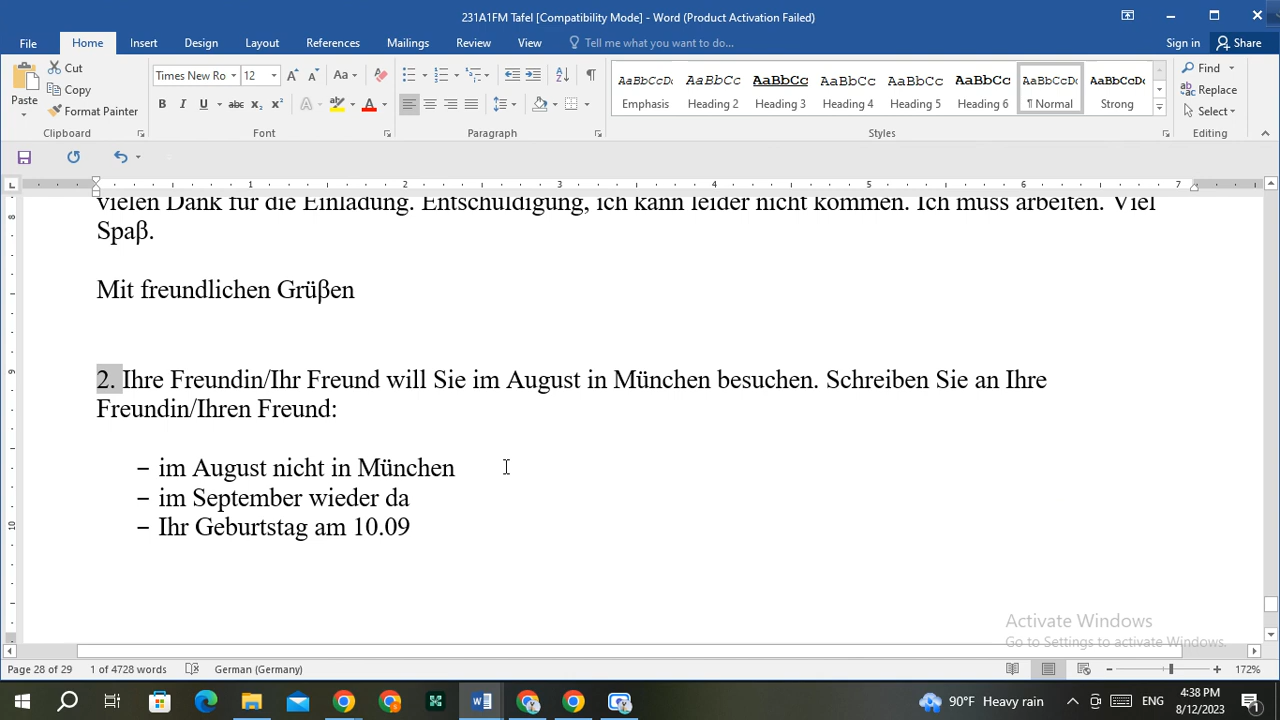 231A1FM Tafel [Compatibility Mode] - Word (Product Activation Failed)
File Home Insert Design Layout References Mailings Review View Tell me what you want to do... Sign in Share
Paste Cut Copy Format Painter Clipboard
Times New Ro 12 Aa Font
Paragraph
AaBbCcDc Emphasis AaBbCc Heading 2 AaBbCc Heading 3 AaBbCc Heading 4 AaBbCc Heading 5 AaBbCc Heading 6 AaBbCcDc ¶ Normal AaBbCcDc Strong Styles
Find Replace Select Editing
vielen Dank für die Einladung. Entschuldigung, ich kann leider nicht kommen. Ich muss arbeiten. Viel
Spaβ.
Mit freundlichen Grüβen
2. Ihre Freundin/Ihr Freund will Sie im August in München besuchen. Schreiben Sie an Ihre
Freundin/Ihren Freund:
– im August nicht in München
– im September wieder da
– Ihr Geburtstag am 10.09
Activate Windows
Go to Settings to activate Windows.
Page 28 of 29 1 of 4728 words German (Germany) 172%
90°F Heavy rain ENG 4:38 PM
8/12/2023